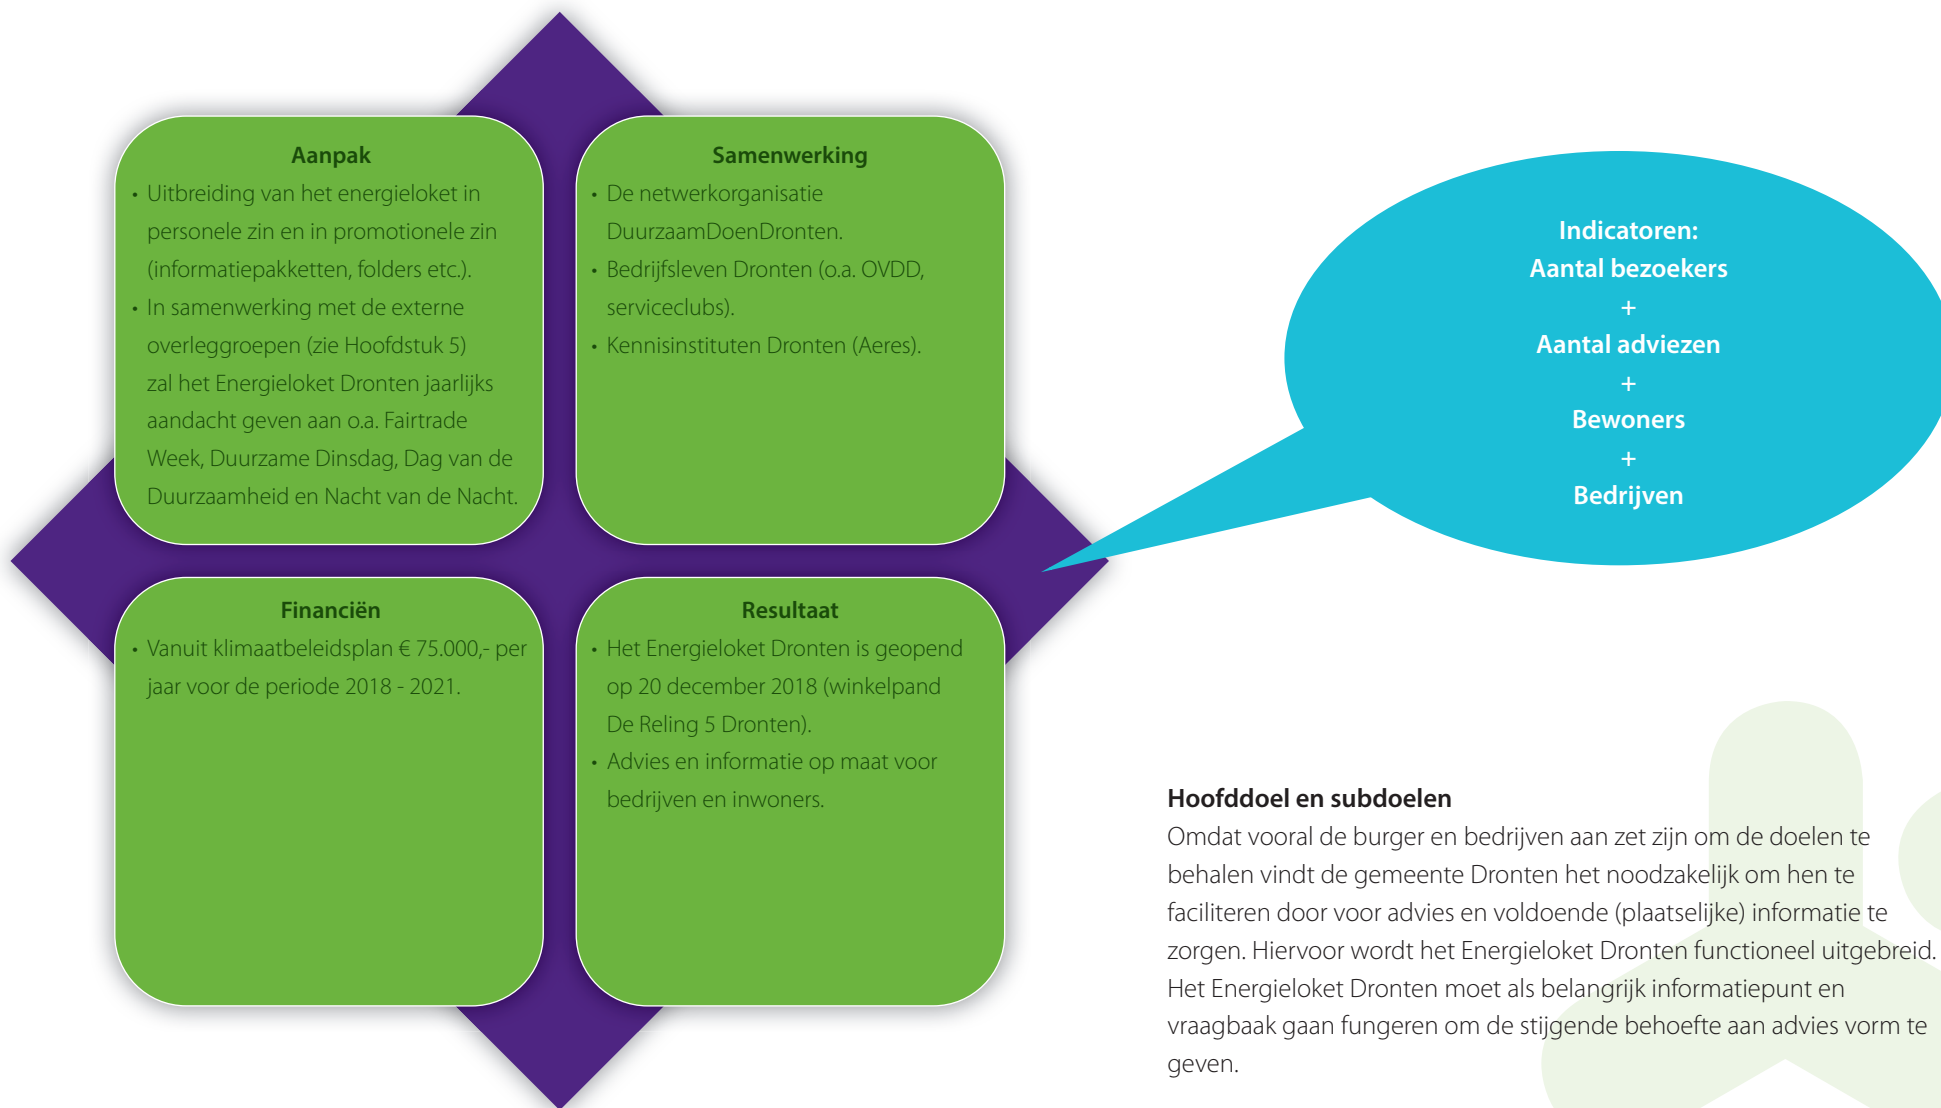 Aanpak
• Uitbreiding van het energieloket in
personele zin en in promotionele zin
(informatiepakketten, folders etc.).
• In samenwerking met de externe
overleggroepen (zie Hoofdstuk 5)
zal het Energieloket Dronten jaarlijks
aandacht geven aan o.a. Fairtrade
Week, Duurzame Dinsdag, Dag van de
Duurzaamheid en Nacht van de Nacht.
Samenwerking
• De netwerkorganisatie
DuurzaamDoenDronten.
• Bedrijfsleven Dronten (o.a. OVDD,
serviceclubs).
• Kennisinstituten Dronten (Aeres).
Financiën
• Vanuit klimaatbeleidsplan € 75.000,- per
jaar voor de periode 2018 - 2021.
Resultaat
• Het Energieloket Dronten is geopend
op 20 december 2018 (winkelpand
De Reling 5 Dronten).
• Advies en informatie op maat voor
bedrijven en inwoners.
Indicatoren:
Aantal bezoekers
+
Aantal adviezen
+
Bewoners
+
Bedrijven
Hoofddoel en subdoelen
Omdat vooral de burger en bedrijven aan zet zijn om de doelen te
behalen vindt de gemeente Dronten het noodzakelijk om hen te
faciliteren door voor advies en voldoende (plaatselijke) informatie te
zorgen. Hiervoor wordt het Energieloket Dronten functioneel uitgebreid.
Het Energieloket Dronten moet als belangrijk informatiepunt en
vraagbaak gaan fungeren om de stijgende behoefte aan advies vorm te
geven.